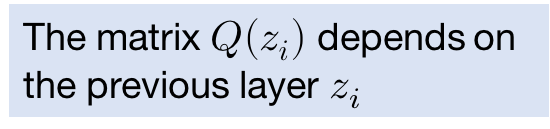 The matrix $Q(z_i)$ depends on
the previous layer $z_i$